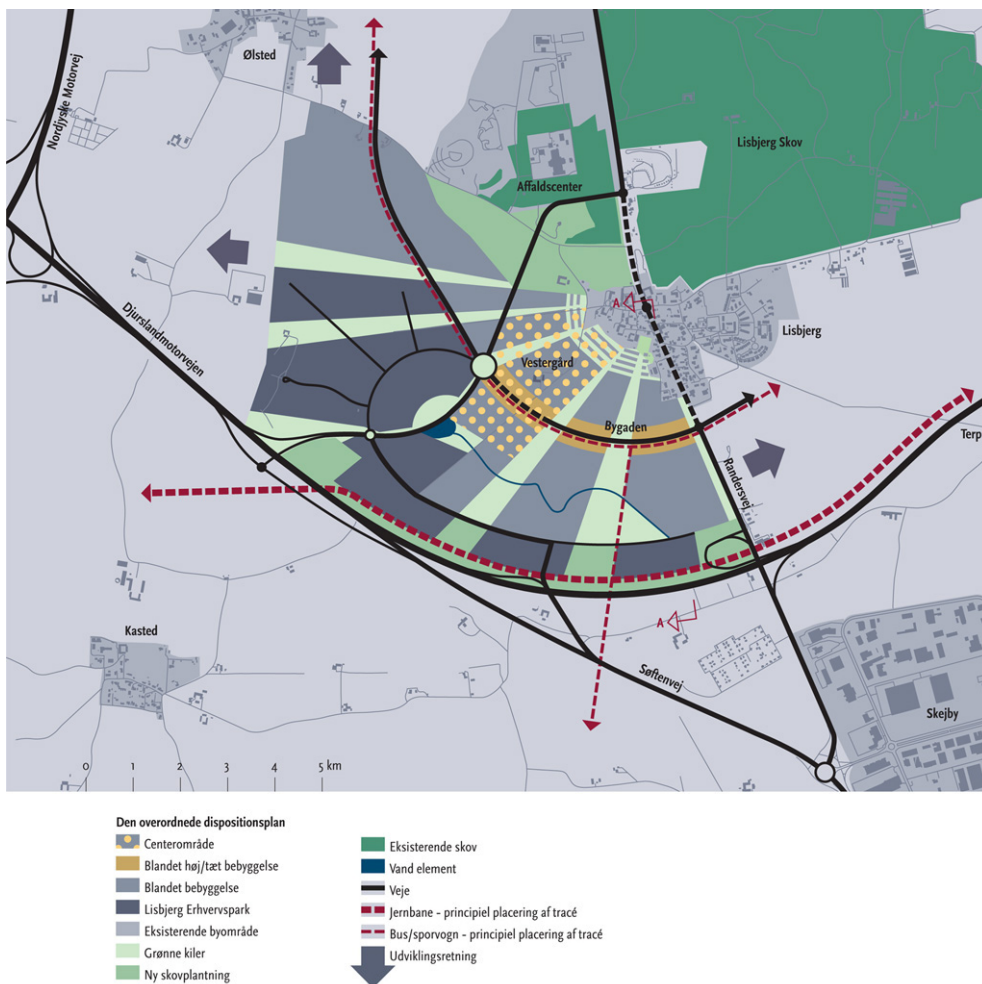 Ølsted
Nordjyske Motorvej
Lisbjerg Skov
Affaldscenter
A
Lisbjerg
Djurslandmotorvejen
Vestergård
Bygaden
Terp
Randersvej
A
Kasted
Søftenvej
Skejby
0 1 2 3 4 5 km
Den overordnede dispositionsplan
Centerområde
Blandet høj/tæt bebyggelse
Blandet bebyggelse
Lisbjerg Erhvervspark
Eksisterende byområde
Grønne kiler
Ny skovplantning
Eksisterende skov
Vand element
Veje
Jernbane - principiel placering af tracé
Bus/sporvogn - principiel placering af tracé
Udviklingsretning